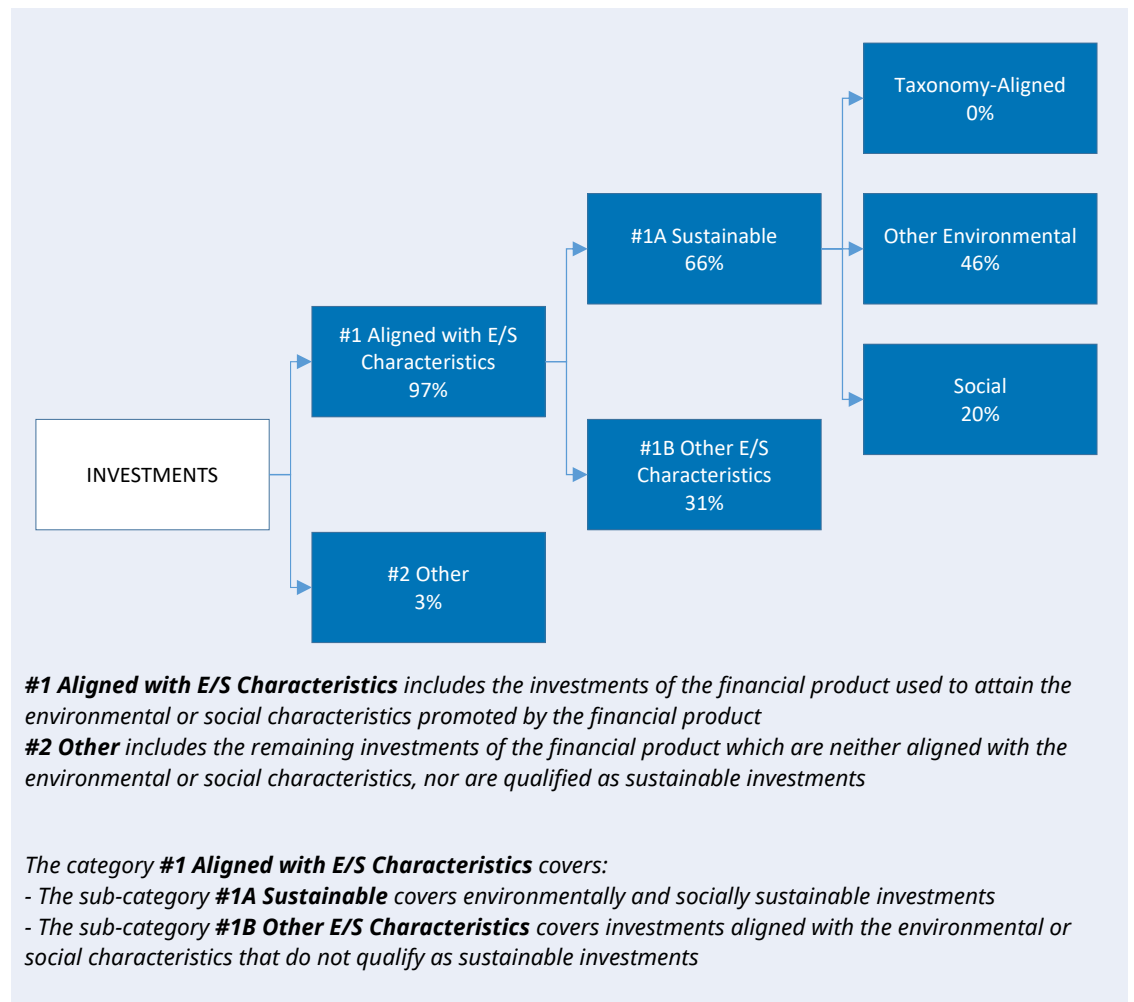 Taxonomy-Aligned
0%
#1A Sustainable
66%
Other Environmental
46%
#1 Aligned with E/S
Characteristics
97%
Social
20%
INVESTMENTS
#1B Other E/S
Characteristics
31%
#2 Other
3%
#1 Aligned with E/S Characteristics includes the investments of the financial product used to attain the
environmental or social characteristics promoted by the financial product
#2 Other includes the remaining investments of the financial product which are neither aligned with the
environmental or social characteristics, nor are qualified as sustainable investments
The category #1 Aligned with E/S Characteristics covers:
- The sub-category #1A Sustainable covers environmentally and socially sustainable investments
- The sub-category #1B Other E/S Characteristics covers investments aligned with the environmental or
social characteristics that do not qualify as sustainable investments